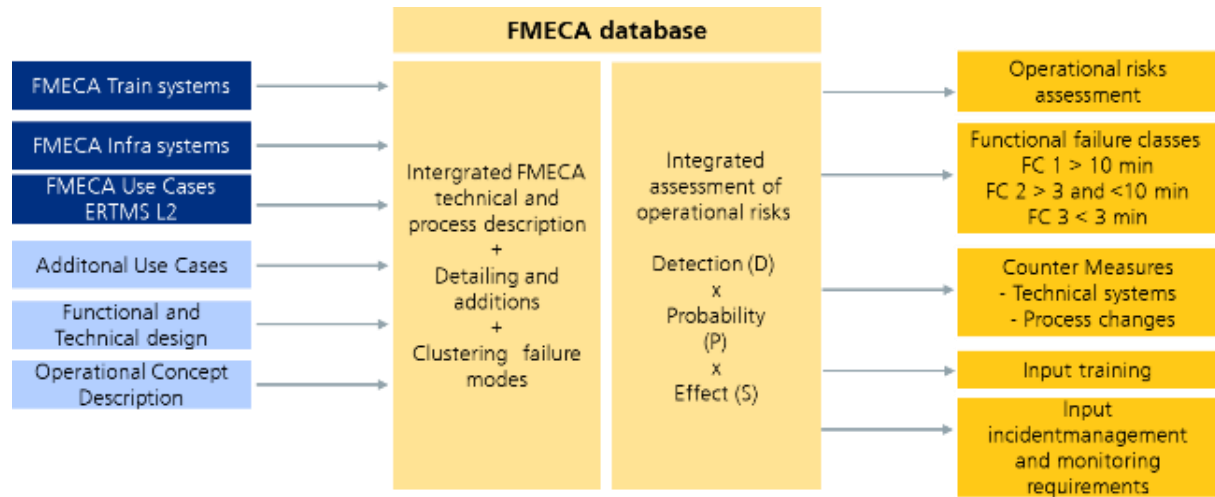 FMECA database
FMECA Train systems
FMECA Infra systems
FMECA Use Cases
ERTMS L2
Additonal Use Cases
Functional and
Technical design
Operational Concept
Description
Intergrated FMECA
technical and
process description
+
Detailing and
additions
+
Clustering failure
modes
Integrated
assessment of
operational risks
Detection (D)
x
Probability
(P)
x
Effect (S)
Operational risks
assessment
Functional failure classes
FC 1 > 10 min
FC 2 > 3 and <10 min
FC 3 < 3 min
Counter Measures
- Technical systems
- Process changes
Input training
Input
incidentmanagement
and monitoring
requirements